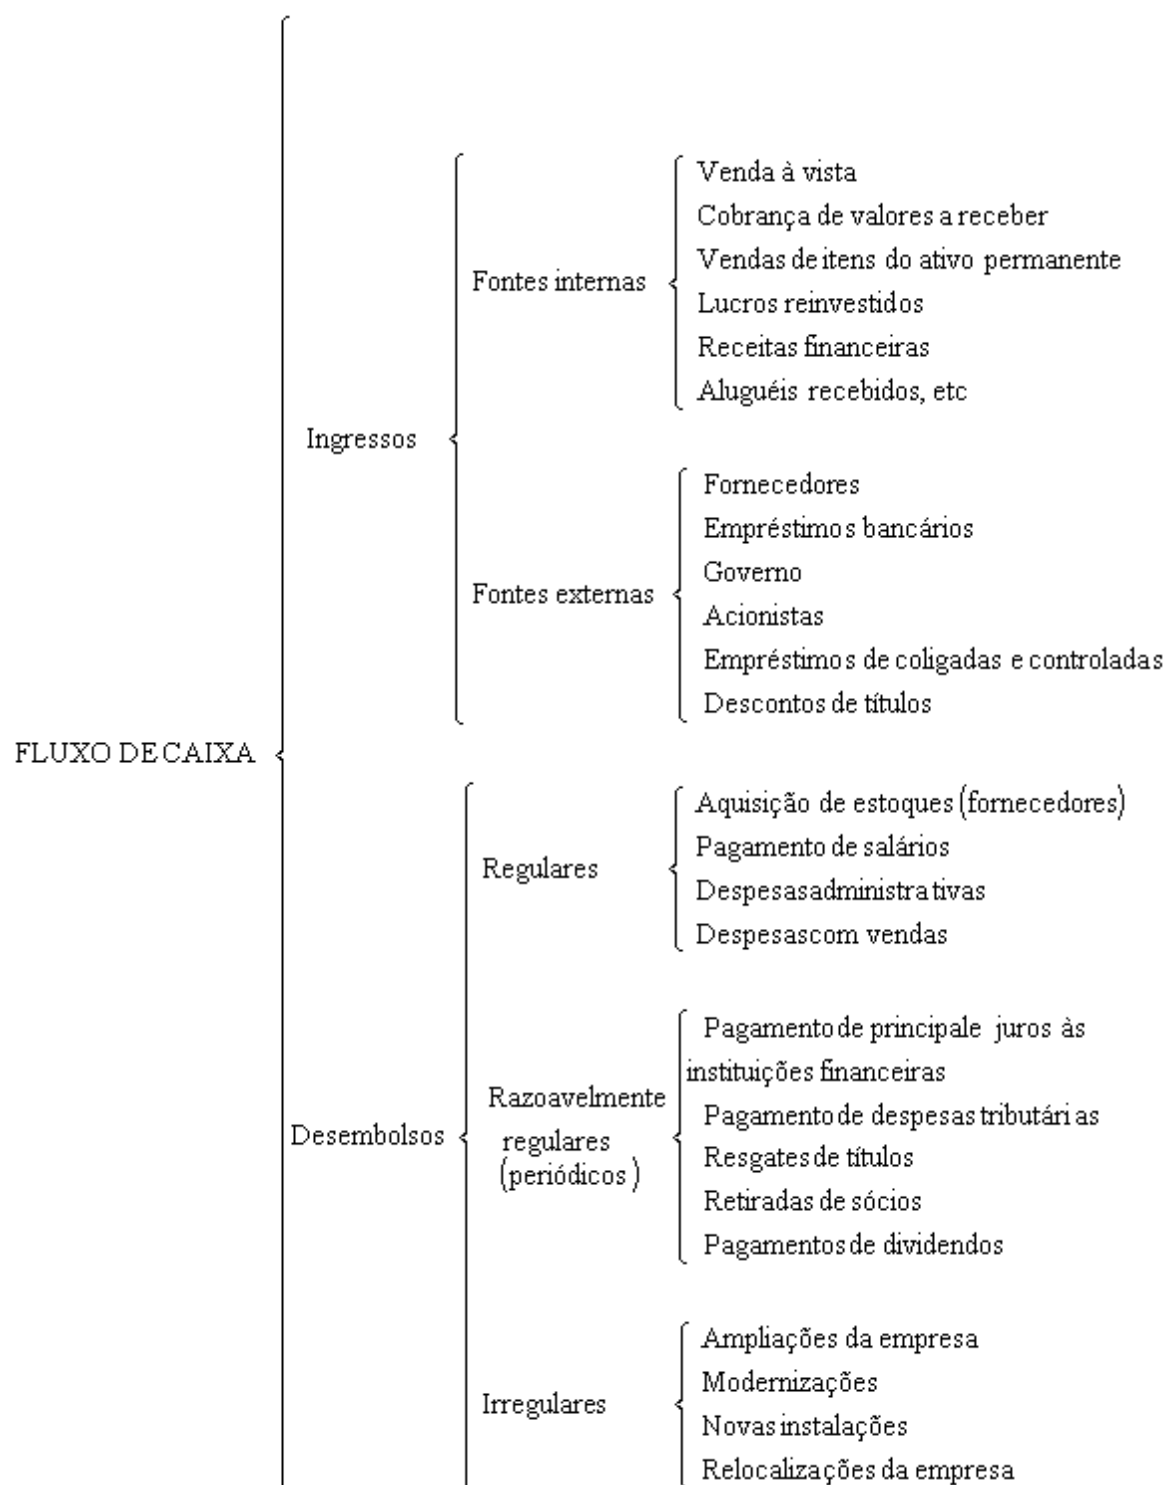 Venda à vista
Cobrança de valores a receber
Fontes internas
Vendas de itens do ativo permanente
Lucros reinvestidos
Receitas financeiras
Aluguéis recebidos, etc
Ingressos
Fornecedores
Empréstimos bancários
Fontes externas
Governo
Acionistas
Empréstimos de coligadas e controladas
Descontos de títulos
FLUXO DE CAIXA
Aquisição de estoques (fornecedores)
Regulares
Pagamento de salários
Despesas administrativas
Despesas com vendas
Pagamento de principal e juros às
instituições financeiras
Razoavelmente
regulares
(periódicos)
Pagamento de despesas tributárias
Desembolsos
Resgates de títulos
Retiradas de sócios
Pagamentos de dividendos
Ampliações da empresa
Modernizações
Irregulares
Novas instalações
Relocalizações da empresa